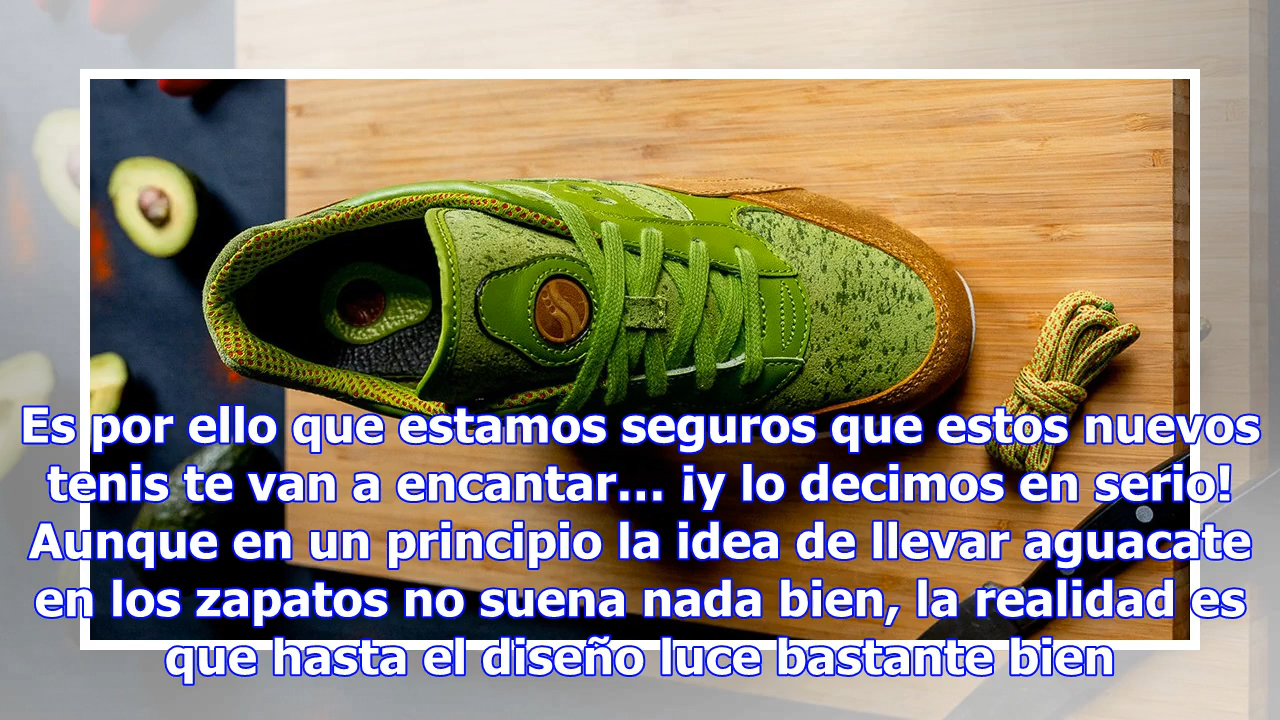 Es por ello que estamos seguros que estos nuevos
tenis te van a encantar... ¡y lo decimos en serio!
Aunque en un principio la idea de llevar aguacate
en los zapatos no suena nada bien, la realidad es
que hasta el diseño luce bastante bien